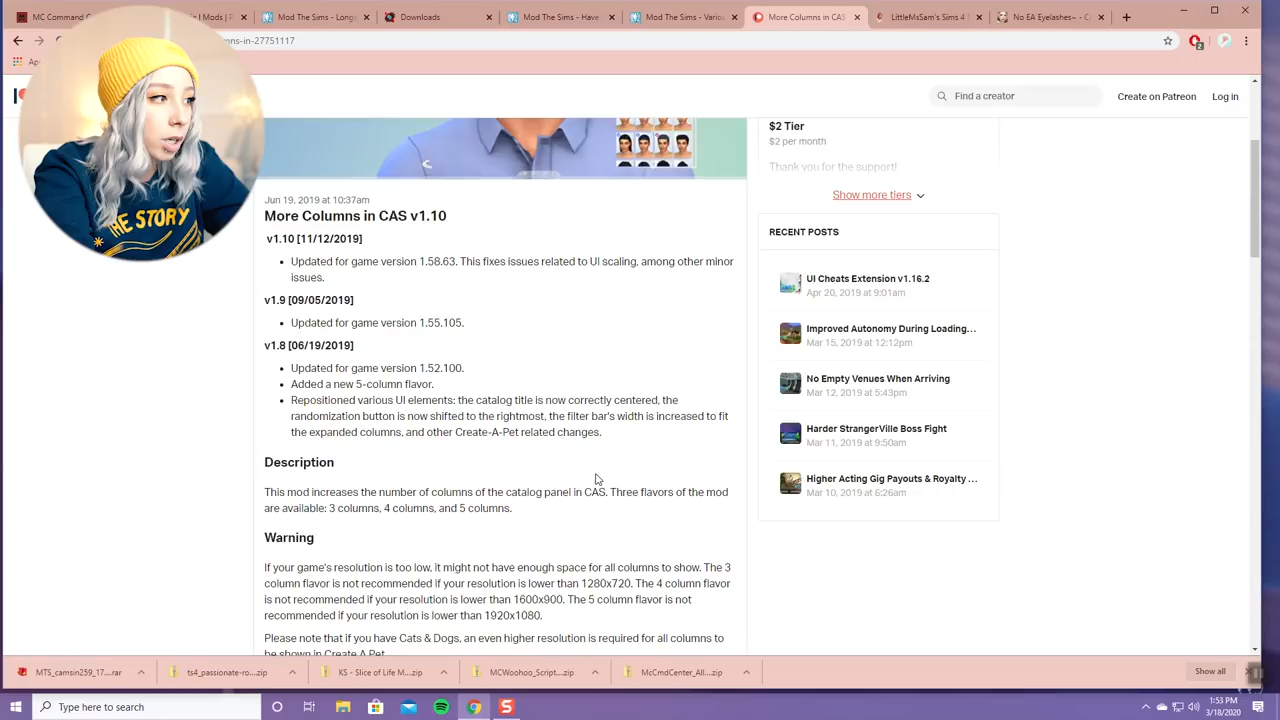 MC Command
| Mods | R
Mod The Sims - Long
Downloads
Mod The Sims - Have
Mod The Sims - Vario
More Columns in CAS
LittleMsSam's Sims 4
No EA Eyelashes~ - C
mns-in-27751117
Find a creator
Create on Patreon
Log in
THE STORY
$2 Tier
$2 per month
Thank you for the support!
Show more tiers
RECENT POSTS
UI Cheats Extension v1.16.2
Apr 20, 2019 at 9:01am
Improved Autonomy During Loading...
Mar 15, 2019 at 12:12pm
No Empty Venues When Arriving
Mar 12, 2019 at 5:43pm
Harder StrangerVille Boss Fight
Mar 11, 2019 at 9:50am
Higher Acting Gig Payouts & Royalty ...
Mar 10, 2019 at 6:26am
Jun 19, 2019 at 10:37am
More Columns in CAS v1.10
v1.10 [11/12/2019]
• Updated for game version 1.58.63. This fixes issues related to UI scaling, among other minor
issues.
v1.9 [09/05/2019]
• Updated for game version 1.55.105.
v1.8 [06/19/2019]
• Updated for game version 1.52.100.
• Added a new 5-column flavor.
• Repositioned various UI elements: the catalog title is now correctly centered, the
randomization button is now shifted to the rightmost, the filter bar's width is increased to fit
the expanded columns, and other Create-A-Pet related changes.
Description
This mod increases the number of columns of the catalog panel in CAS. Three flavors of the mod
are available: 3 columns, 4 columns, and 5 columns.
Warning
If your game's resolution is too low, it might not have enough space for all columns to show. The 3
column flavor is not recommended if your resolution is lower than 1280x720. The 4 column flavor
is not recommended if your resolution is lower than 1600x900. The 5 column flavor is not
recommended if your resolution is lower than 1920x1080.
Please note that if you have Cats & Dogs, an even higher resolution is required for all columns to
be shown in Create A Pet.
MTS_camsin259_17....rar
ts4_passionate-ro....zip
KS - Slice of Life M....zip
MCWoohoo_Script....zip
McCmdCenter_All....zip
Show all
Type here to search
1:53 PM
3/18/2020